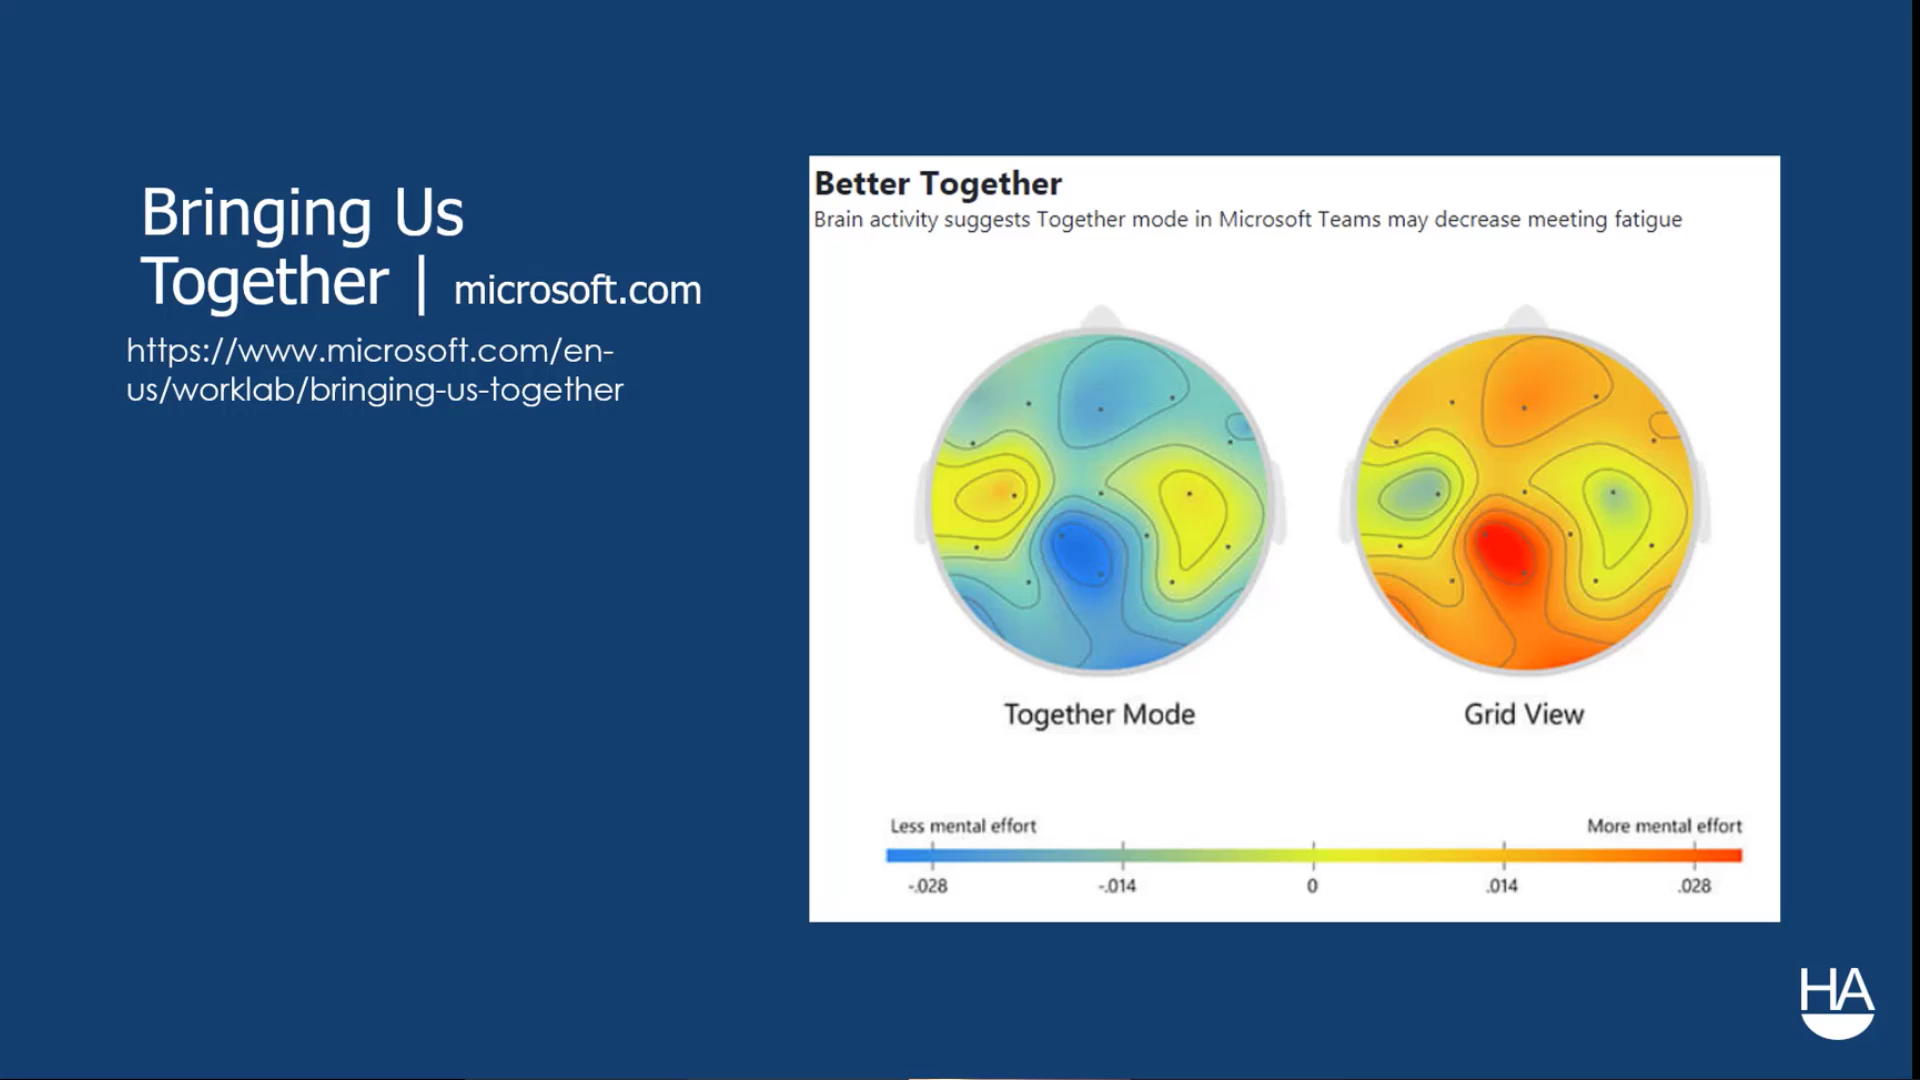 Bringing Us
Together | microsoft.com
https://www.microsoft.com/en-
us/worklab/bringing-us-together
Better Together
Brain activity suggests Together mode in Microsoft Teams may decrease meeting fatigue
Together Mode
Grid View
Less mental effort
More mental effort
-.028
-.014
0
.014
.028
HA